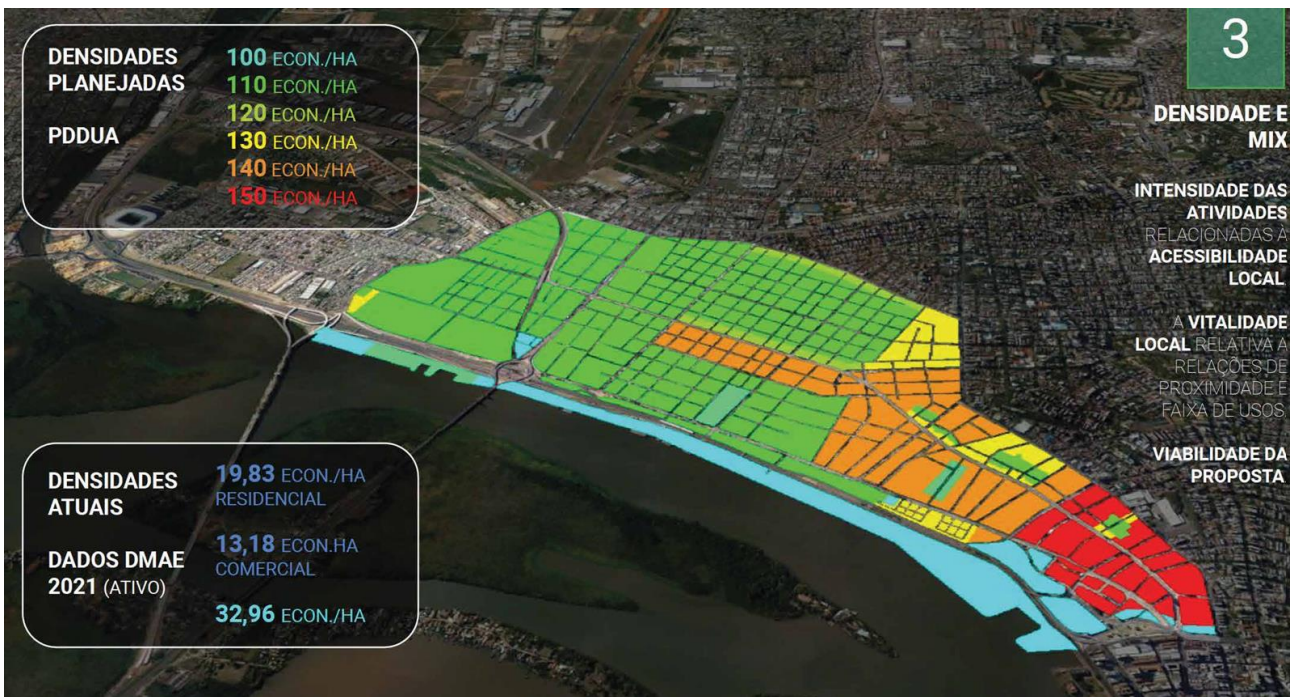 DENSIDADES
PLANEJADAS
PDDUA
100 ECON./HA
110 ECON./HA
120 ECON./HA
130 ECON./HA
140 ECON./HA
150 ECON./HA
3
DENSIDADE E
MIX
INTENSIDADE DAS
ATIVIDADES
RELACIONADAS À
ACESSIBILIDADE
LOCAL
A VITALIDADE
LOCAL RELATIVA A
RELAÇÕES DE
PROXIMIDADE E
FAIXA DE USOS
VIABILIDADE DA
PROPOSTA
DENSIDADES
ATUAIS
DADOS DMAE
2021 (ATIVO)
19,83 ECON./HA
RESIDENCIAL
13,18 ECON.HA
COMERCIAL
32,96 ECON./HA